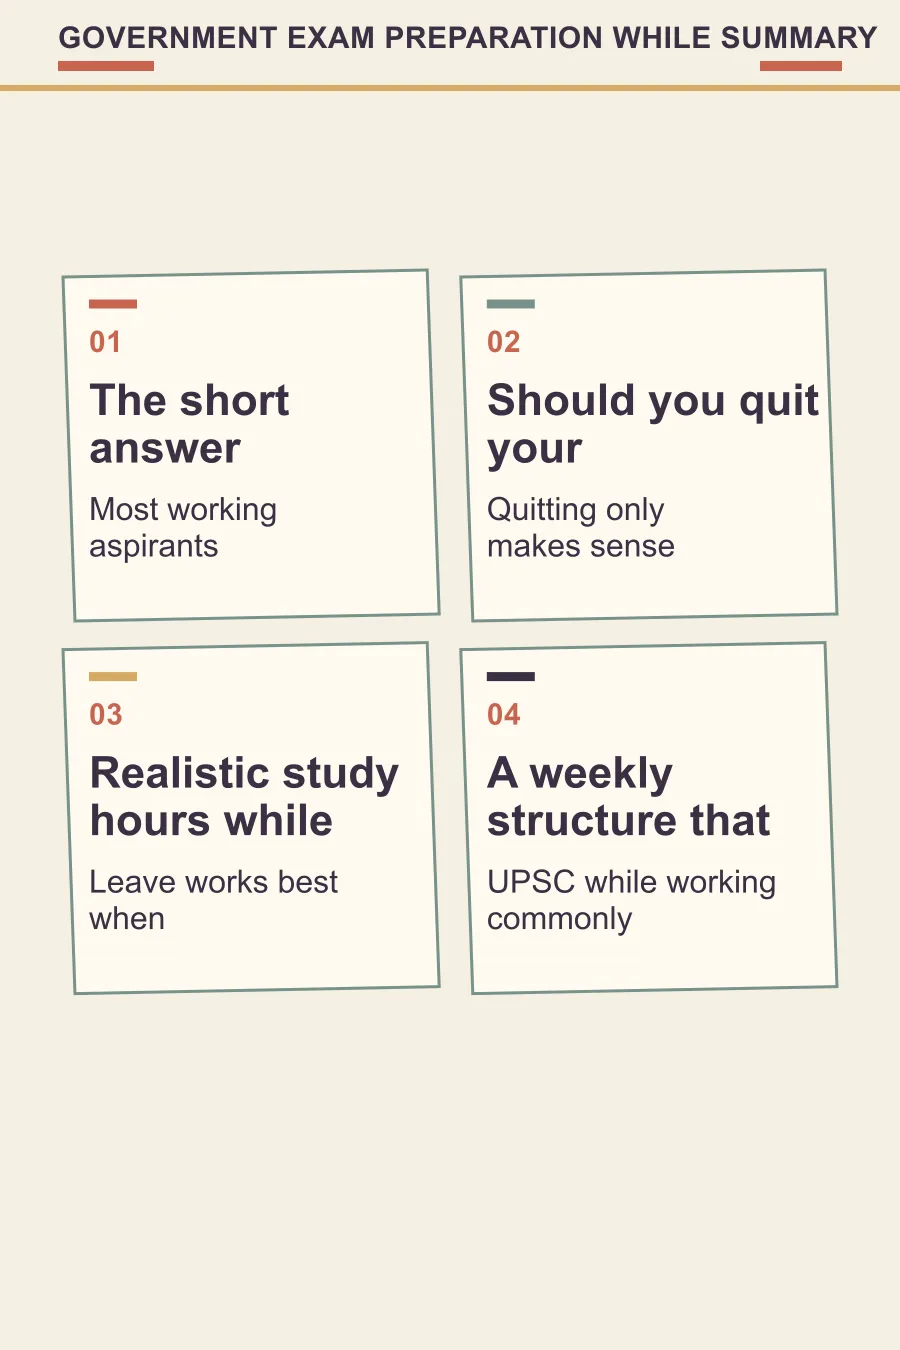 GOVERNMENT EXAM PREPARATION WHILE SUMMARY
01
The short
answer
Most working
aspirants
02
Should you quit
your
Quitting only
makes sense
03
Realistic study
hours while
Leave works best
when
04
A weekly
structure that
UPSC while working
commonly